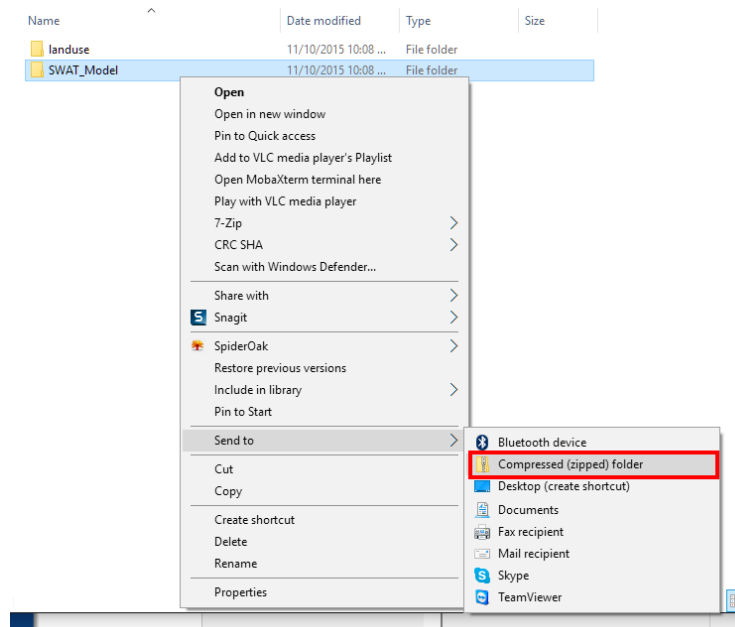 Name Date modified Type Size
landuse 11/10/2015 10:08 ... File folder
SWAT_Model 11/10/2015 10:08 ... File folder
Open
Open in new window
Pin to Quick access
Add to VLC media player's Playlist
Open MobaXterm terminal here
Play with VLC media player
7-Zip
CRC SHA
Scan with Windows Defender...
Share with
Snagit
SpiderOak
Restore previous versions
Include in library
Pin to Start
Send to
Cut
Copy
Create shortcut
Delete
Rename
Properties
Bluetooth device
Compressed (zipped) folder
Desktop (create shortcut)
Documents
Fax recipient
Mail recipient
Skype
TeamViewer